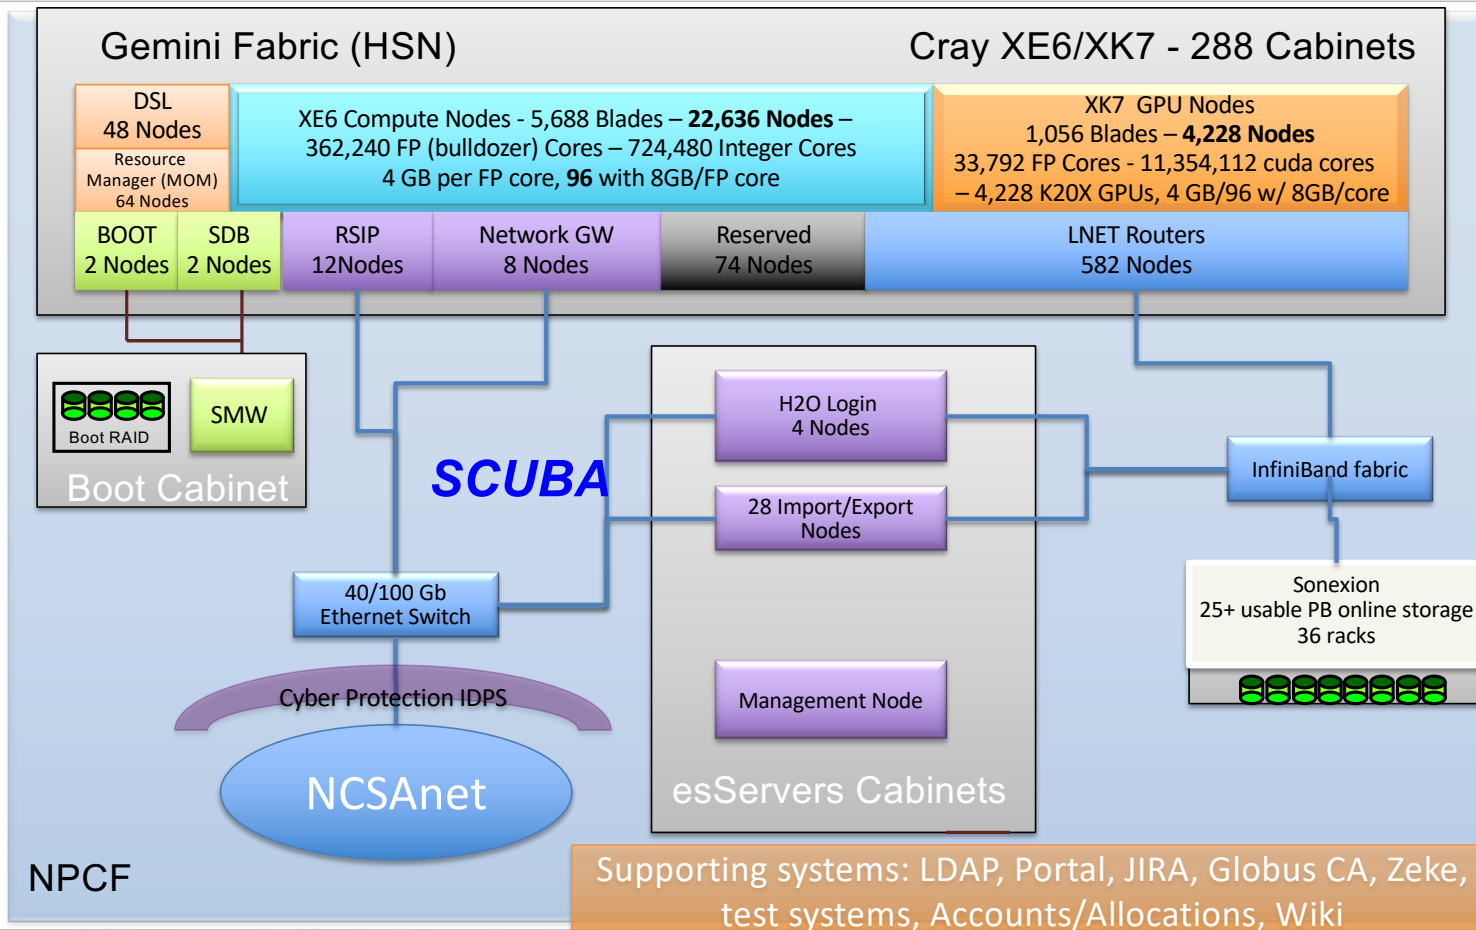 Gemini Fabric (HSN)
Cray XE6/XK7 - 288 Cabinets
DSL
48 Nodes
Resource
Manager (MOM)
64 Nodes
XE6 Compute Nodes - 5,688 Blades – 22,636 Nodes –
362,240 FP (bulldozer) Cores – 724,480 Integer Cores
4 GB per FP core, 96 with 8GB/FP core
XK7 GPU Nodes
1,056 Blades – 4,228 Nodes
33,792 FP Cores - 11,354,112 cuda cores
– 4,228 K20X GPUs, 4 GB/96 w/ 8GB/core
BOOT
2 Nodes
SDB
2 Nodes
RSIP
12Nodes
Network GW
8 Nodes
Reserved
74 Nodes
LNET Routers
582 Nodes
Boot RAID
SMW
Boot Cabinet
SCUBA
H2O Login
4 Nodes
28 Import/Export
Nodes
Management Node
esServers Cabinets
InfiniBand fabric
Sonexion
25+ usable PB online storage
36 racks
40/100 Gb
Ethernet Switch
Cyber Protection IDPS
NCSAnet
NPCF
Supporting systems: LDAP, Portal, JIRA, Globus CA, Zeke,
test systems, Accounts/Allocations, Wiki